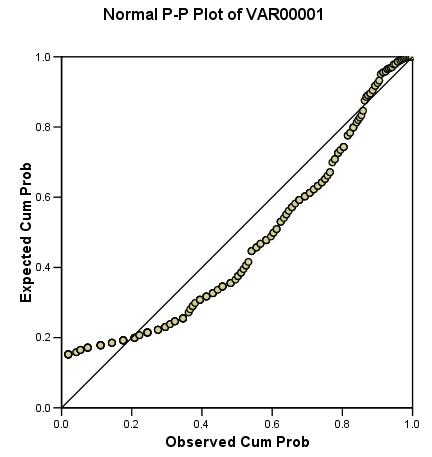 Normal P-P Plot of VAR00001
Expected Cum Prob
1.0
0.8
0.6
0.4
0.2
0.0
0.0 0.2 0.4 0.6 0.8 1.0
Observed Cum Prob